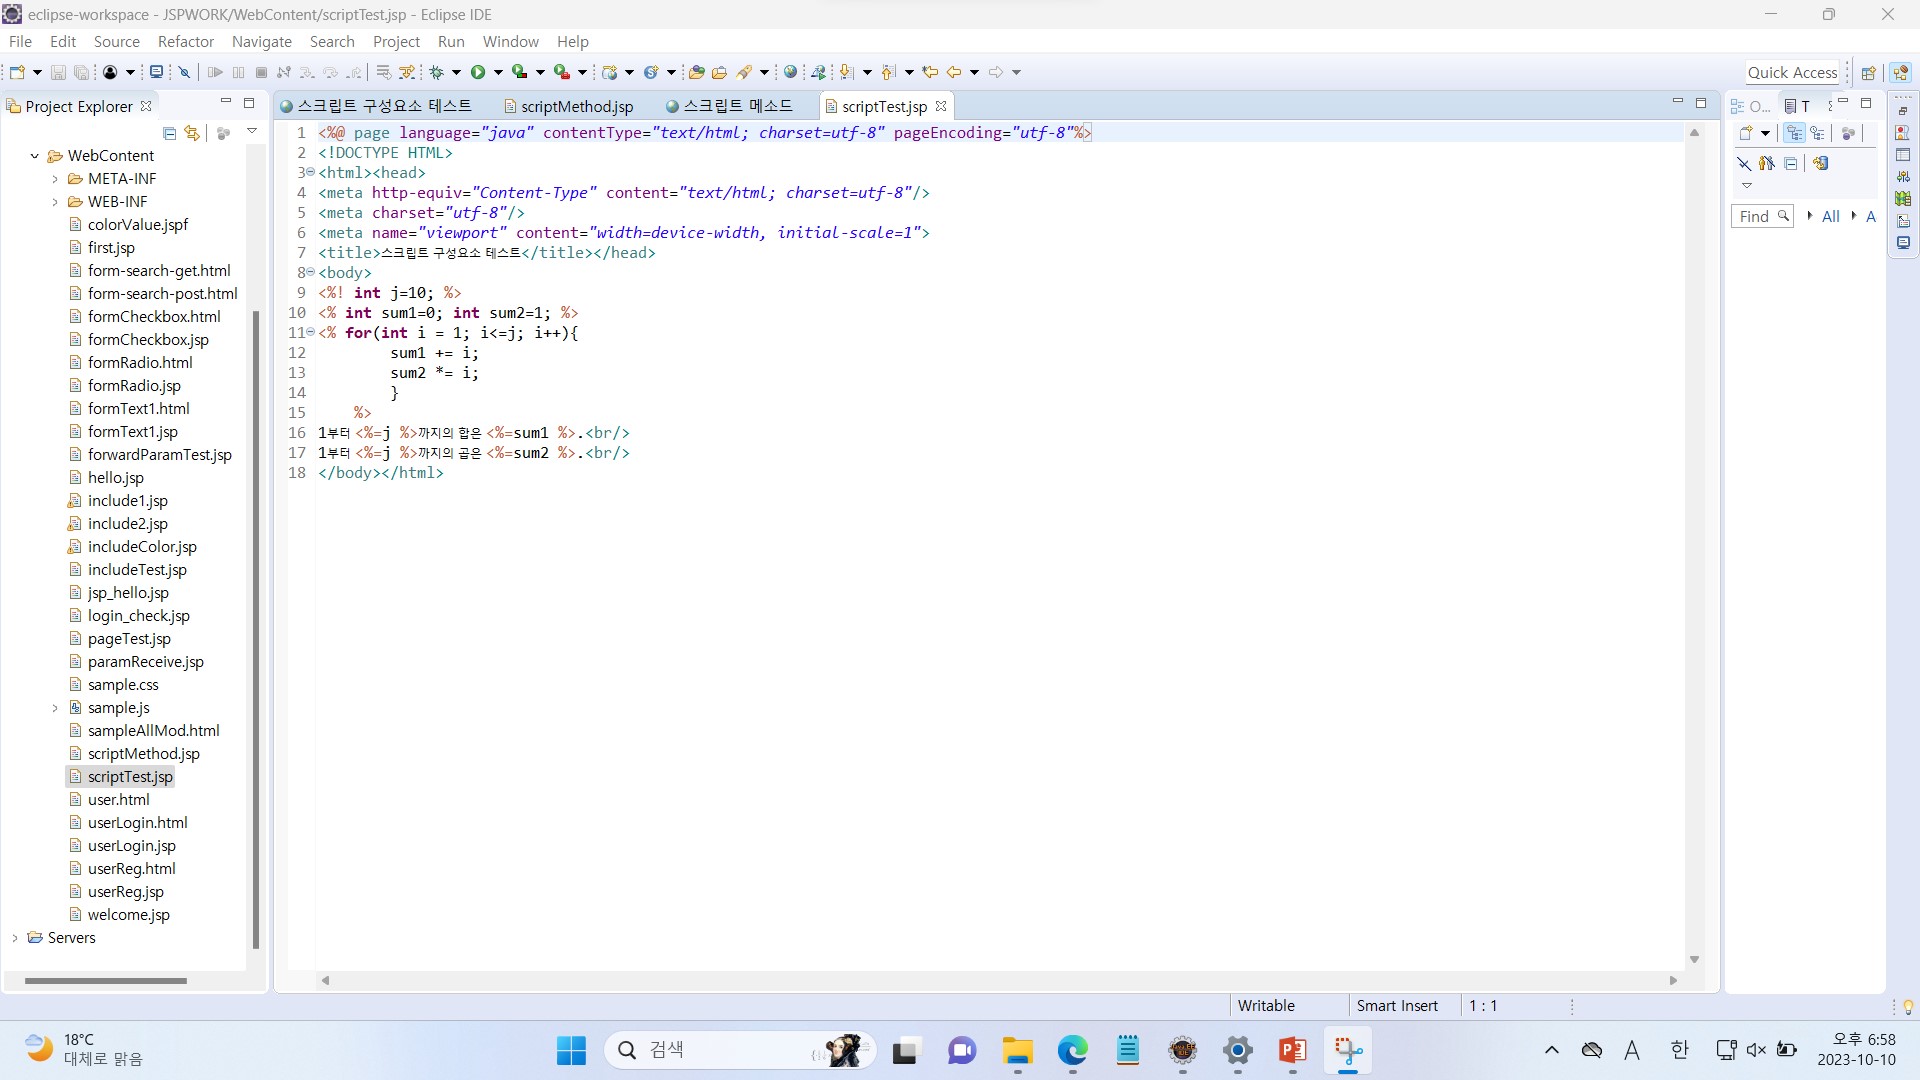 eclipse-workspace - JSPWORK/WebContent/scriptTest.jsp - Eclipse IDE
File Edit Source Refactor Navigate Search Project Run Window Help
Quick Access
Project Explorer
WebContent
META-INF
WEB-INF
colorValue.jspf
first.jsp
form-search-get.html
form-search-post.html
formCheckbox.html
formCheckbox.jsp
formRadio.html
formRadio.jsp
formText1.html
formText1.jsp
forwardParamTest.jsp
hello.jsp
include1.jsp
include2.jsp
includeColor.jsp
includeTest.jsp
jsp_hello.jsp
login_check.jsp
pageTest.jsp
paramReceive.jsp
sample.css
sample.js
sampleAllMod.html
scriptMethod.jsp
scriptTest.jsp
user.html
userLogin.html
userLogin.jsp
userReg.html
userReg.jsp
welcome.jsp
Servers
스크립트 구성요소 테스트 scriptMethod.jsp 스크립트 메소드 scriptTest.jsp
1 <%@ page language="java" contentType="text/html; charset=utf-8" pageEncoding="utf-8"%>
2 <!DOCTYPE HTML>
3 <html><head>
4 <meta http-equiv="Content-Type" content="text/html; charset=utf-8"/>
5 <meta charset="utf-8"/>
6 <meta name="viewport" content="width=device-width, initial-scale=1">
7 <title>스크립트 구성요소 테스트</title></head>
8 <body>
9 <%! int j=10; %>
10 <% int sum1=0; int sum2=1; %>
11 <% for(int i = 1; i<=j; i++){
12 sum1 += i;
13 sum2 *= i;
14 }
15 %>
16 1부터 <%=j %>까지의 합은 <%=sum1 %>.<br/>
17 1부터 <%=j %>까지의 곱은 <%=sum2 %>.<br/>
18 </body></html>
O... T
Find All A
Writable Smart Insert 1 : 1
18°C
대체로 맑음
검색
A 한
오후 6:58
2023-10-10